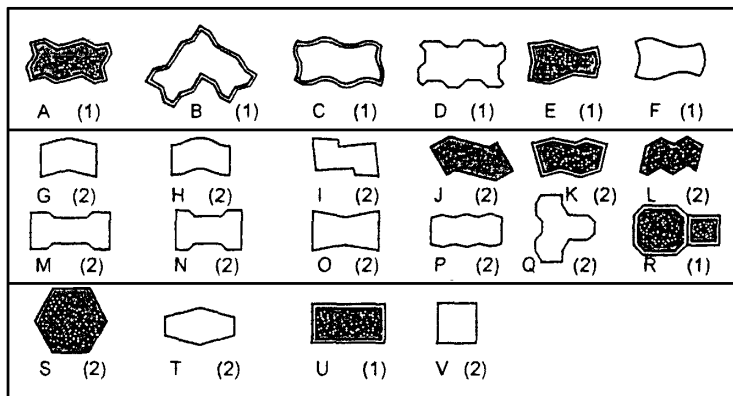 A (1) B (1) C (1) D (1) E (1) F (1)
G (2) H (2) I (2) J (2) K (2) L (2)
M (2) N (2) O (2) P (2) Q (2) R (1)
S (2) T (2) U (1) V (2)